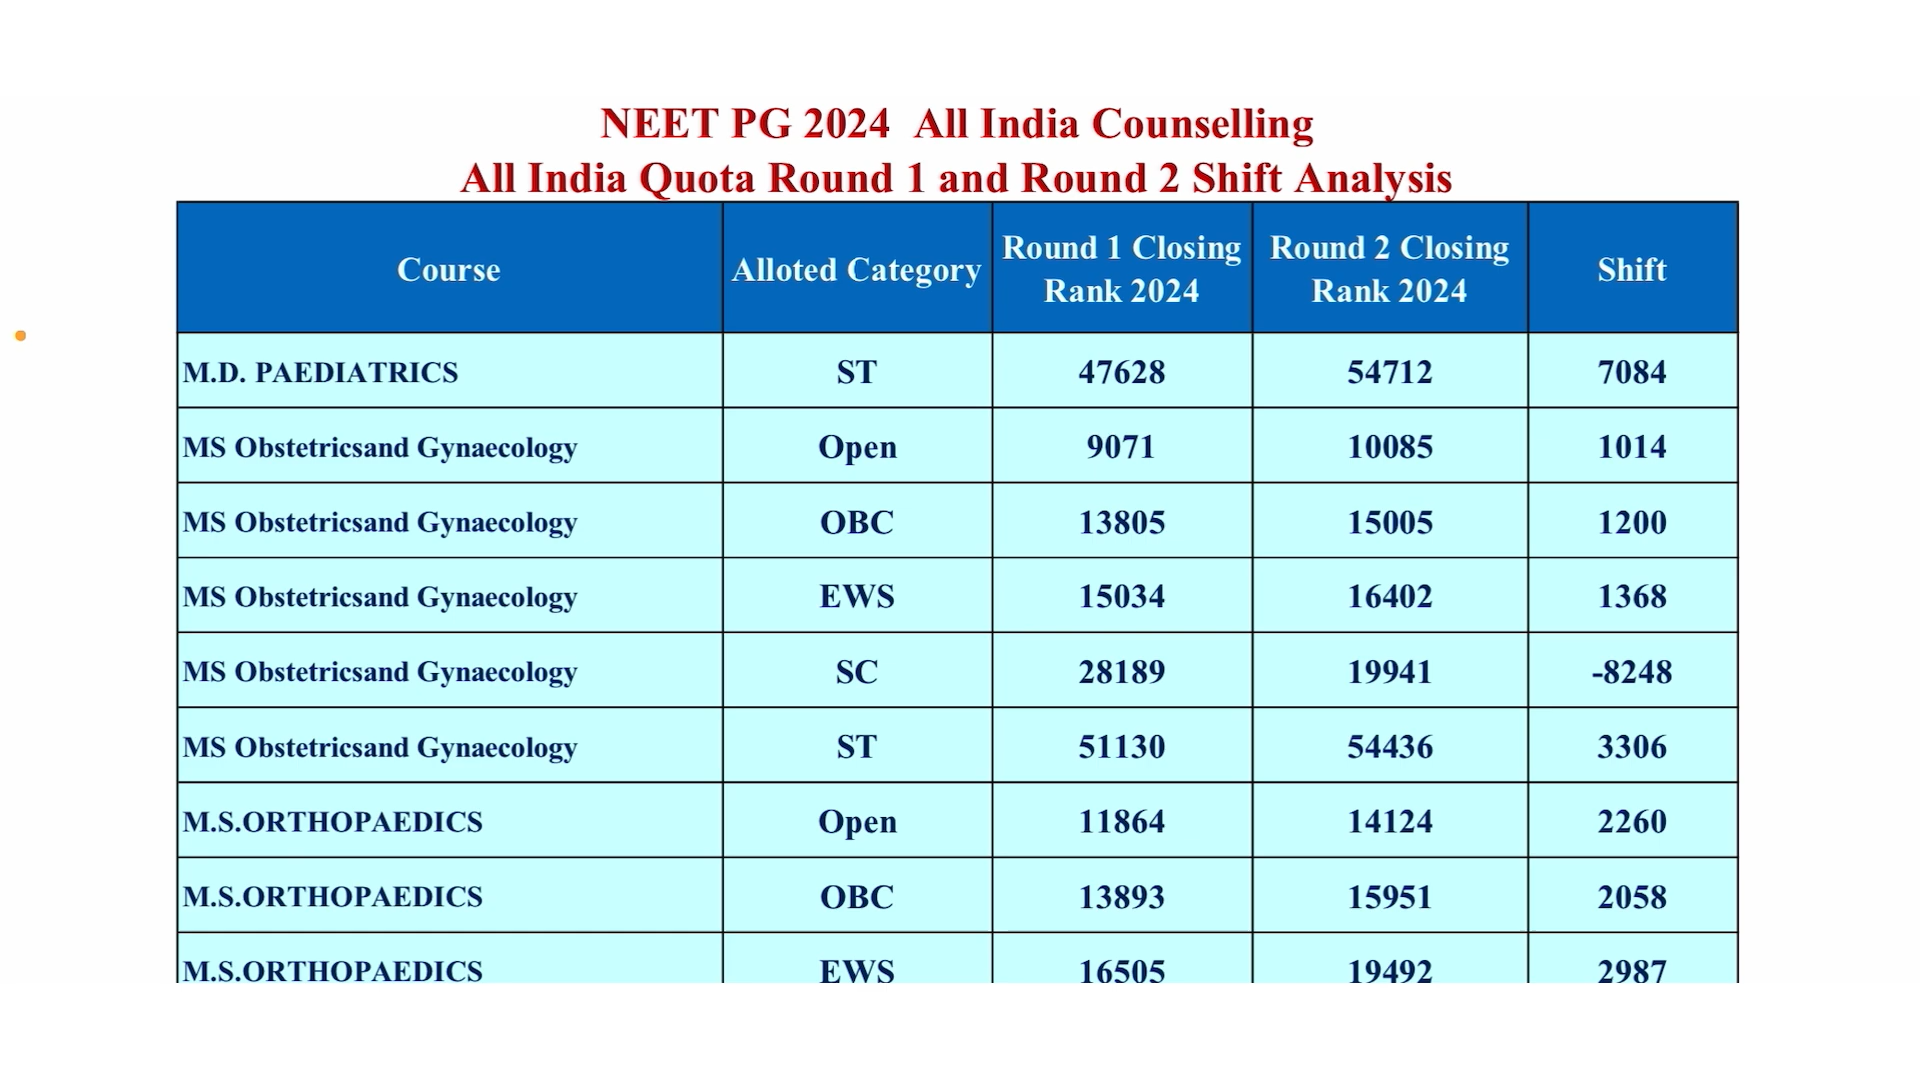 NEET PG 2024 All India Counselling
All India Quota Round 1 and Round 2 Shift Analysis
Course Alloted Category Round 1 Closing Rank 2024 Round 2 Closing Rank 2024 Shift
M.D. PAEDIATRICS ST 47628 54712 7084
MS Obstetricsand Gynaecology Open 9071 10085 1014
MS Obstetricsand Gynaecology OBC 13805 15005 1200
MS Obstetricsand Gynaecology EWS 15034 16402 1368
MS Obstetricsand Gynaecology SC 28189 19941 -8248
MS Obstetricsand Gynaecology ST 51130 54436 3306
M.S.ORTHOPAEDICS Open 11864 14124 2260
M.S.ORTHOPAEDICS OBC 13893 15951 2058
M.S.ORTHOPAEDICS EWS 16505 19492 2987